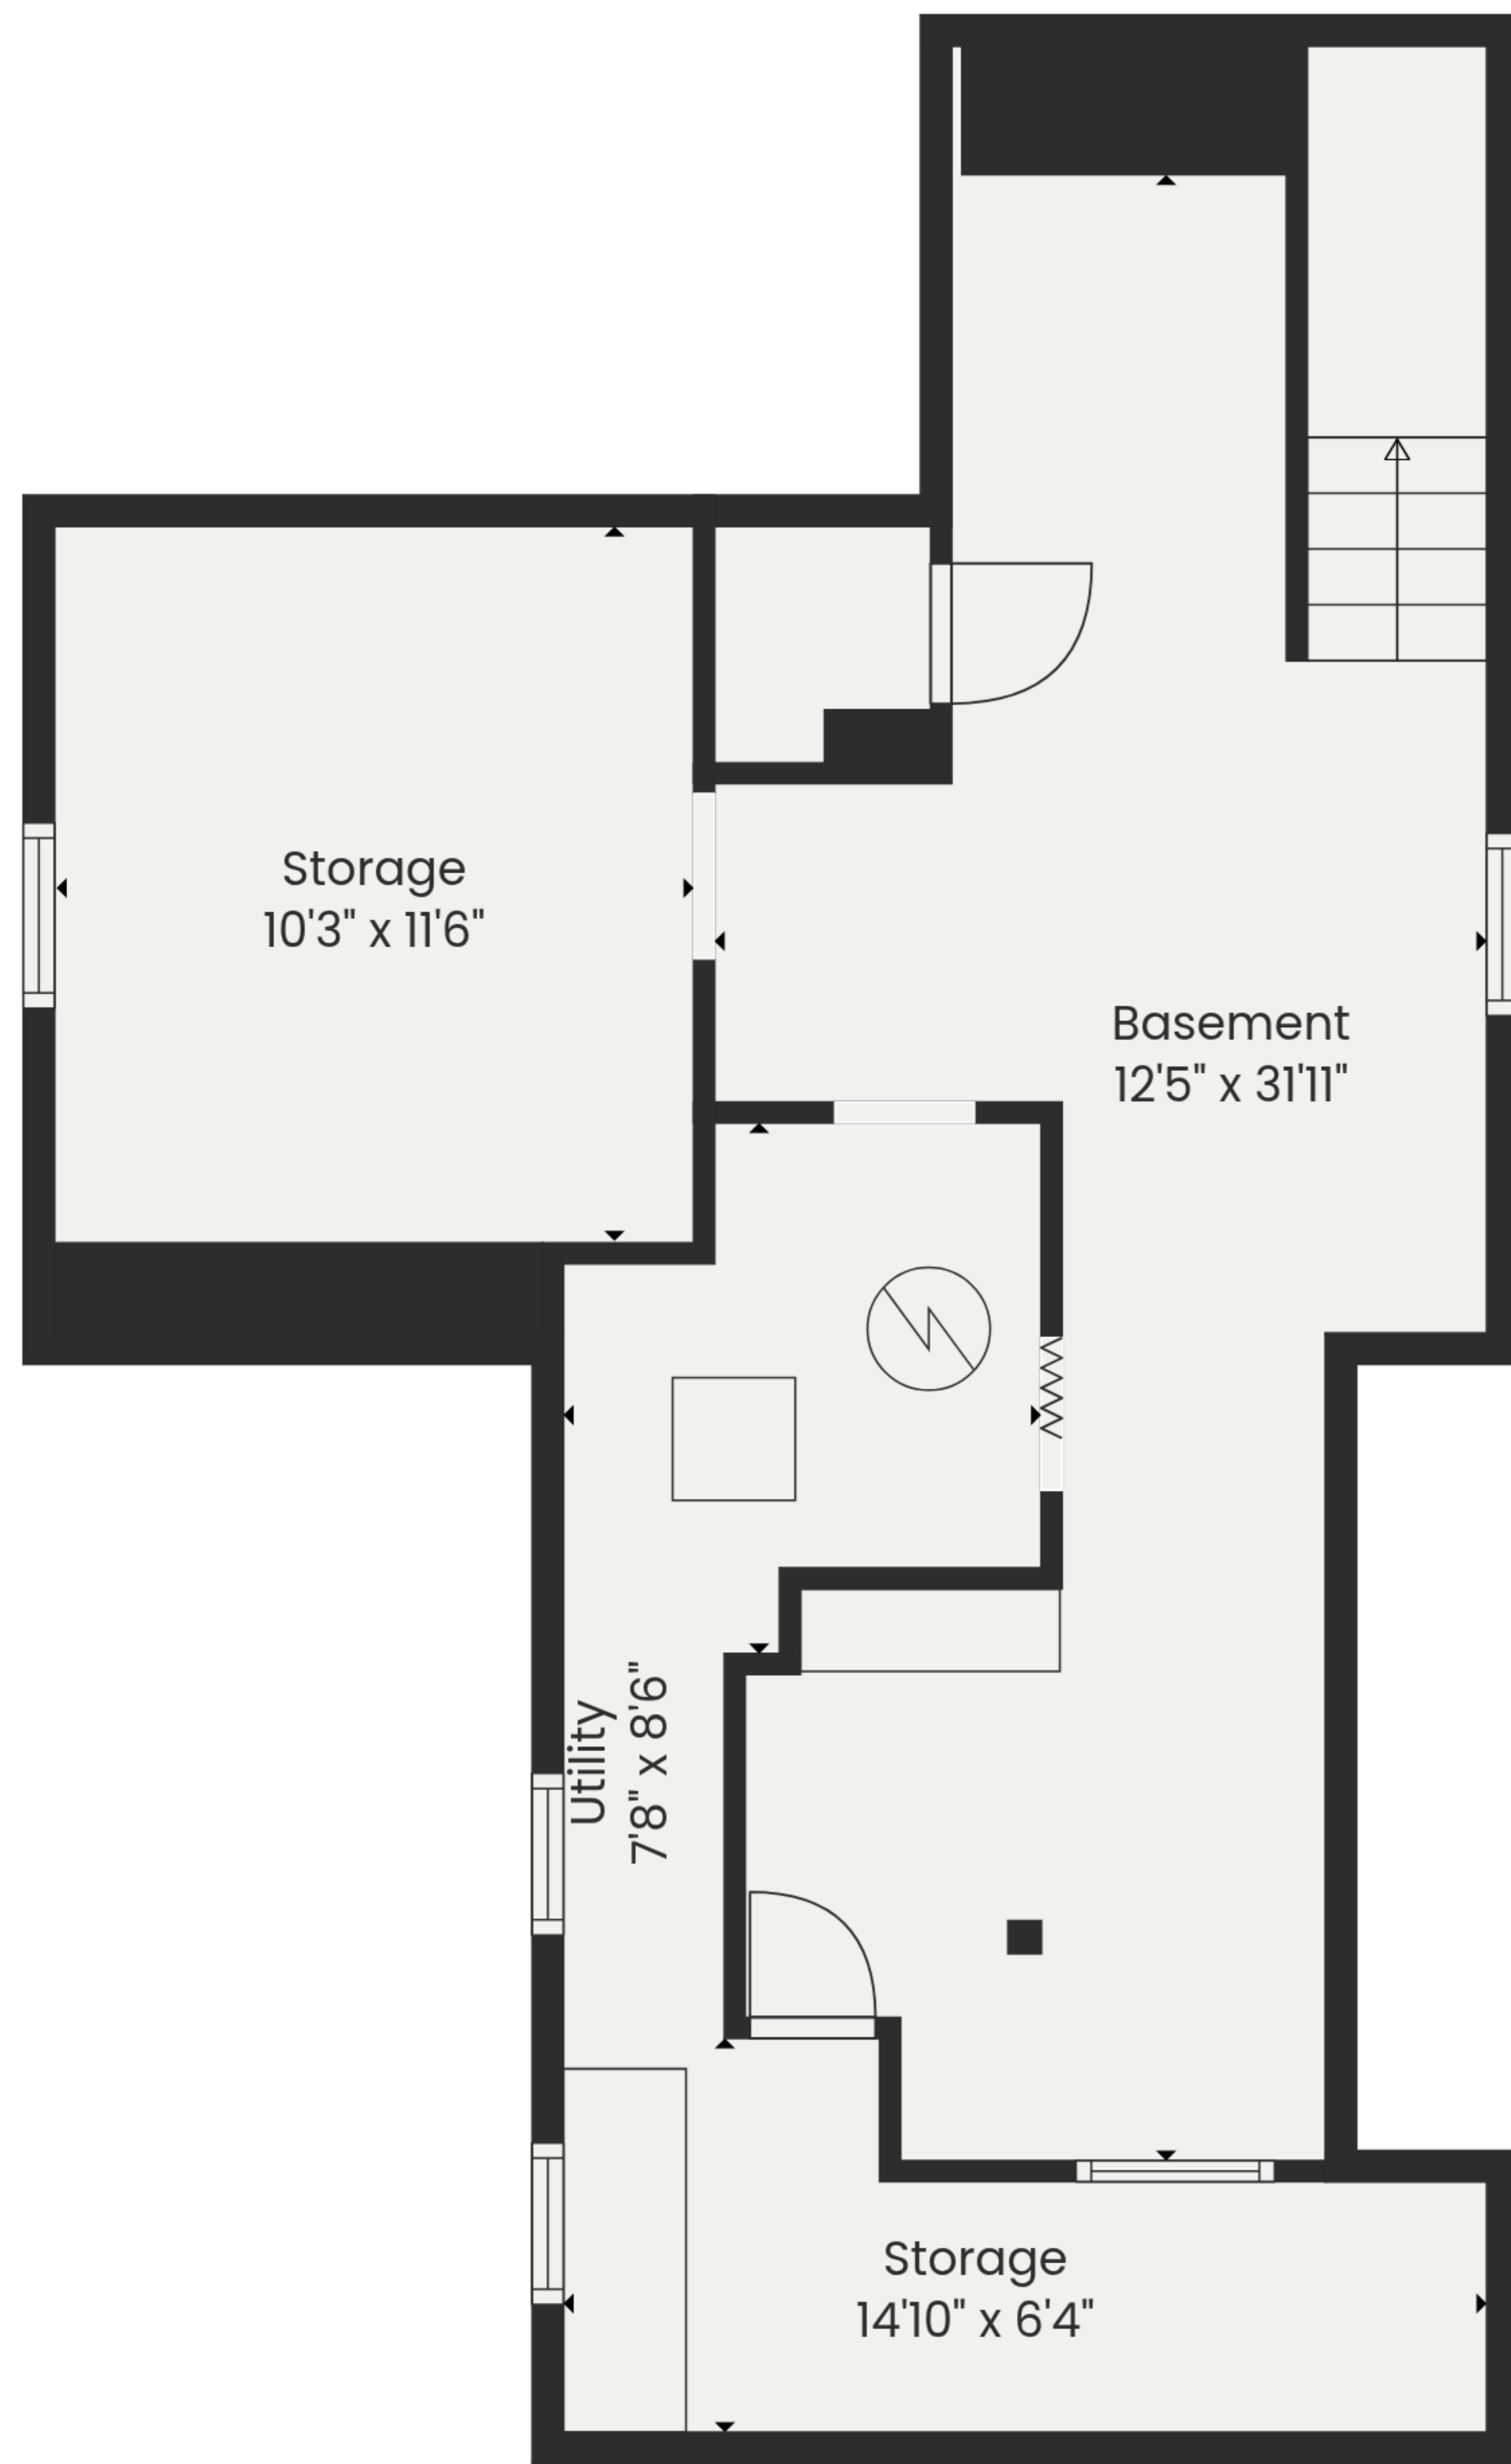 Storage
10'3" x 11'6"
Basement
12'5" x 31'11"
Utility
7'8" x 8'6"
Storage
14'10" x 6'4"